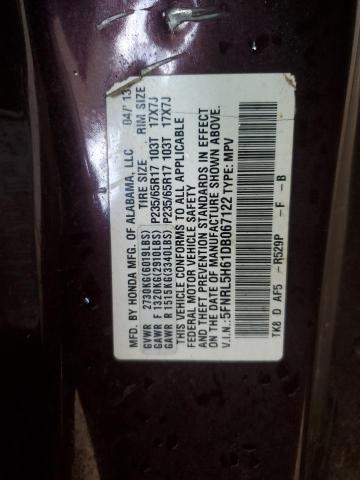 MFD. BY HONDA MFG. OF ALABAMA, LLC 04/13
TIRE SIZE RIM SIZE
GVWR 2730KG(6019LBS)
GAWR F 1320KG(2910LBS) P235/65R17 103T 17X7J
GAWR R 1515KG(3340LBS) P235/65R17 103T 17X7J
THIS VEHICLE CONFORMS TO ALL APPLICABLE
FEDERAL MOTOR VEHICLE SAFETY
AND THEFT PREVENTION STANDARDS IN EFFECT
ON THE DATE OF MANUFACTURE SHOWN ABOVE.
V.I.N.:5FNRL5H61DB067122 TYPE: MPV
TK8 D AF5 -R529P -F -B